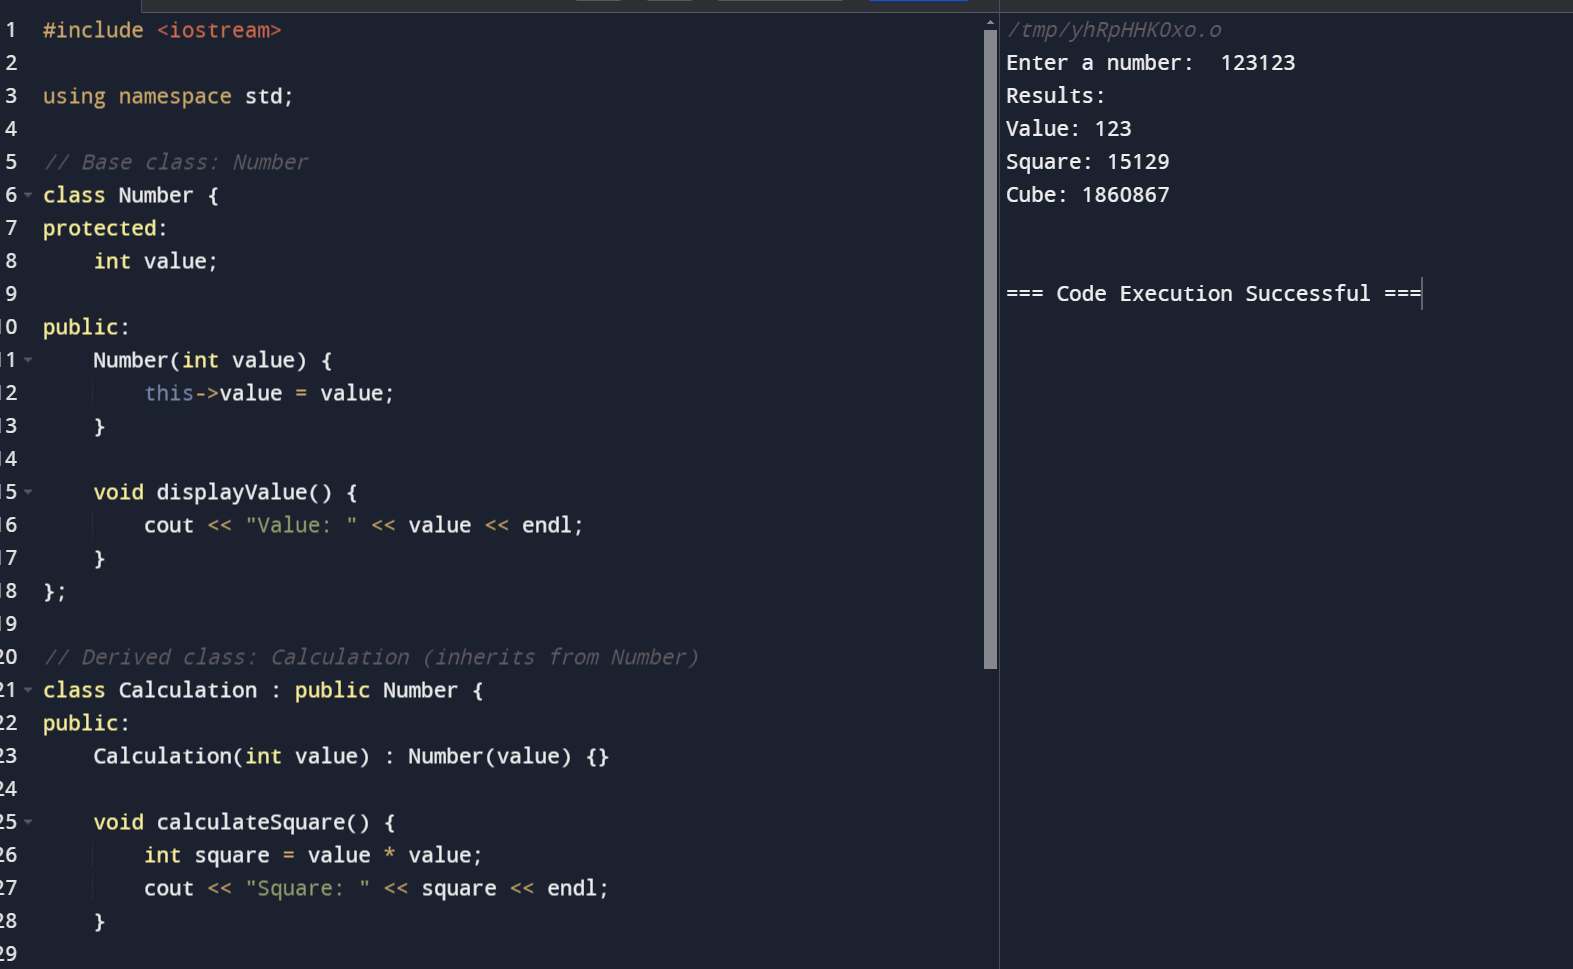 1 #include <iostream>
2
3 using namespace std;
4
5 // Base class: Number
6 class Number {
7 protected:
8     int value;
9
10 public:
11     Number(int value) {
12         this->value = value;
13     }
14
15     void displayValue() {
16         cout << "Value: " << value << endl;
17     }
18 };
19
20 // Derived class: Calculation (inherits from Number)
21 class Calculation : public Number {
22 public:
23     Calculation(int value) : Number(value) {}
24
25     void calculateSquare() {
26         int square = value * value;
27         cout << "Square: " << square << endl;
28     }
29
/tmp/yhRpHHKOxo.o
Enter a number:  123123
Results:
Value: 123
Square: 15129
Cube: 1860867
=== Code Execution Successful ===